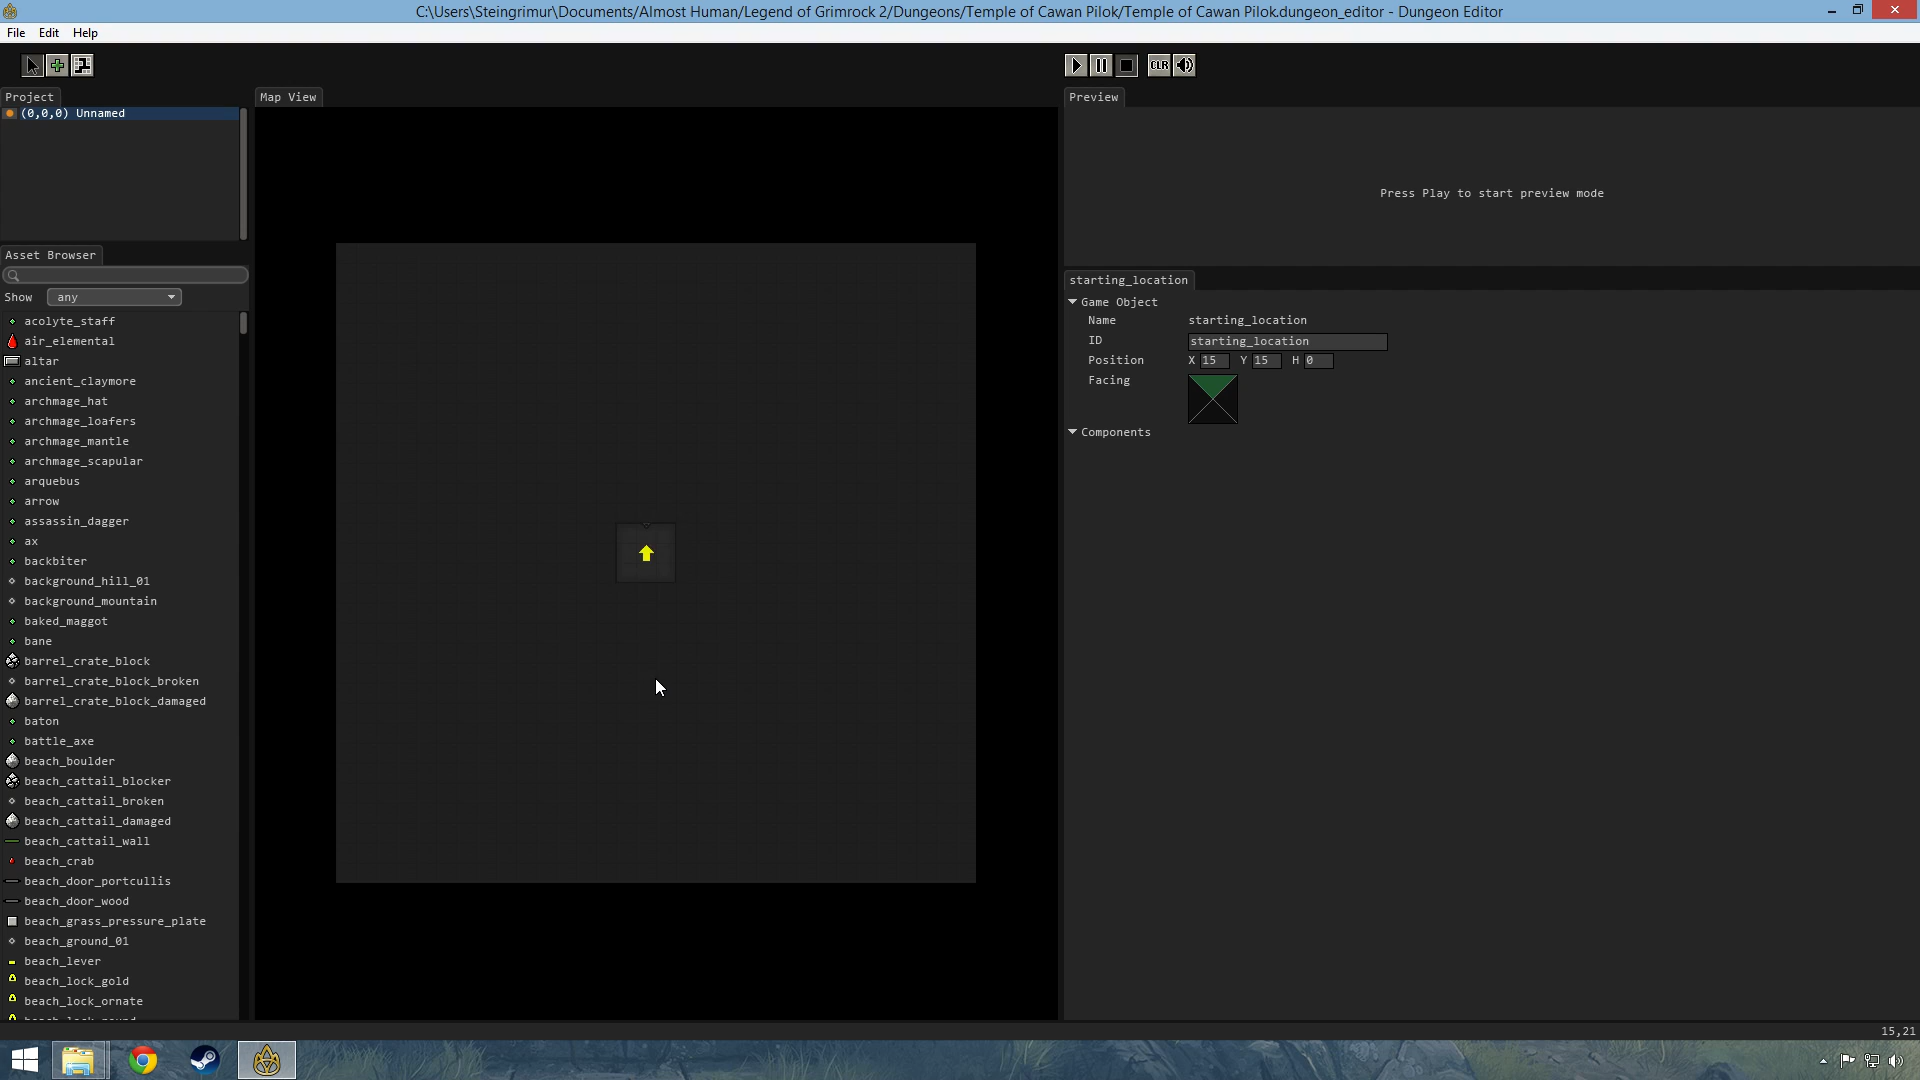 C:\Users\Steingrimur\Documents/Almost Human/Legend of Grimrock 2/Dungeons/Temple of Cawan Pilok/Temple of Cawan Pilok.dungeon_editor - Dungeon Editor
File Edit Help
CLR
Project
Map View
Preview
(0,0,0) Unnamed
Press Play to start preview mode
Asset Browser
Show any
acolyte_staff
air_elemental
altar
ancient_claymore
archmage_hat
archmage_loafers
archmage_mantle
archmage_scapular
arquebus
arrow
assassin_dagger
ax
backbiter
background_hill_01
background_mountain
baked_maggot
bane
barrel_crate_block
barrel_crate_block_broken
barrel_crate_block_damaged
baton
battle_axe
beach_boulder
beach_cattail_blocker
beach_cattail_broken
beach_cattail_damaged
beach_cattail_wall
beach_crab
beach_door_portcullis
beach_door_wood
beach_grass_pressure_plate
beach_ground_01
beach_lever
beach_lock_gold
beach_lock_ornate
starting_location
Game Object
Name starting_location
ID starting_location
Position X 15 Y 15 H 0
Facing
Components
15,21